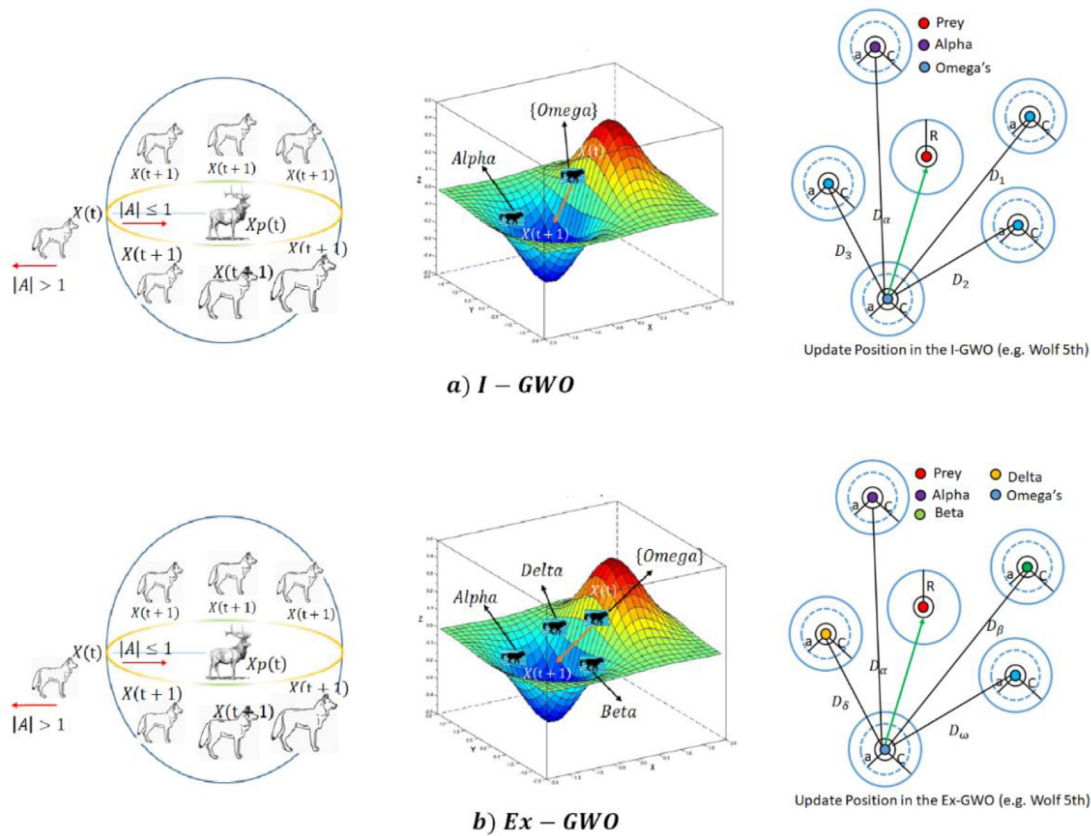 Prey
Alpha
Omega's
a
C
{Omega}
Alpha
X(t)
X(t + 1)
X(t+1)
X(t+1)
X(t+1)
X(t)
|A| ≤ 1
Xp(t)
X(t+1)
X(t+1)
X(t+1)
|A| > 1
Y
X
a
C
R
D₁
a
C
Dα
D₃
a
C
D₂
a
C
Update Position in the I-GWO (e.g. Wolf 5th)
a) I – GWO
Prey
Delta
Alpha
Omega's
Beta
a
C
Delta
{Omega}
Alpha
X(t)
X(t + 1)
Beta
X(t+1)
X(t+1)
X(t+1)
X(t)
|A| ≤ 1
Xp(t)
X(t+1)
X(t+1)
X(t+1)
|A| > 1
Y
X
R
a
C
a
C
Dβ
Dα
Dδ
a
C
Dω
a
C
Update Position in the Ex-GWO (e.g. Wolf 5th)
b) Ex – GWO